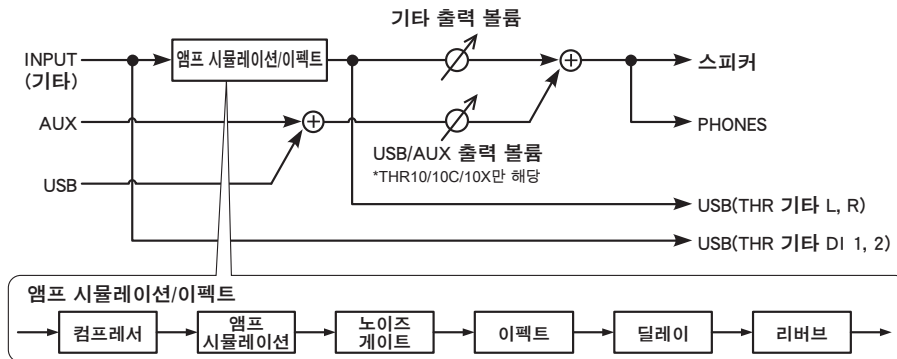 기타 출력 볼륨
INPUT
(기타)
앰프 시뮬레이션/이펙트
스피커
AUX
PHONES
USB/AUX 출력 볼륨
*THR10/10C/10X만 해당
USB
USB(THR 기타 L, R)
USB(THR 기타 DI 1, 2)
앰프 시뮬레이션/이펙트
컴프레서
앰프
시뮬레이션
노이즈
게이트
이펙트
딜레이
리버브